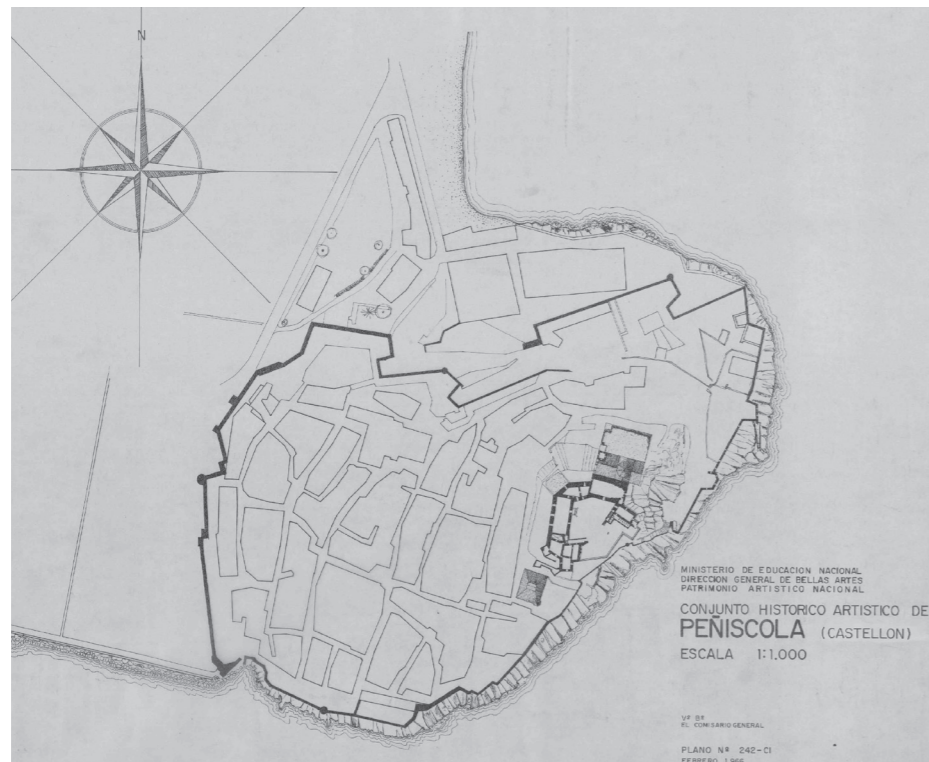 N
MINISTERIO DE EDUCACION NACIONAL
DIRECCION GENERAL DE BELLAS ARTES
PATRIMONIO ARTISTICO NACIONAL
CONJUNTO HISTORICO ARTISTICO DE
PEÑISCOLA (CASTELLON)
ESCALA 1:1.000
Vº Bº
EL COMISARIO GENERAL
PLANO Nº 242-CI
FEBRERO